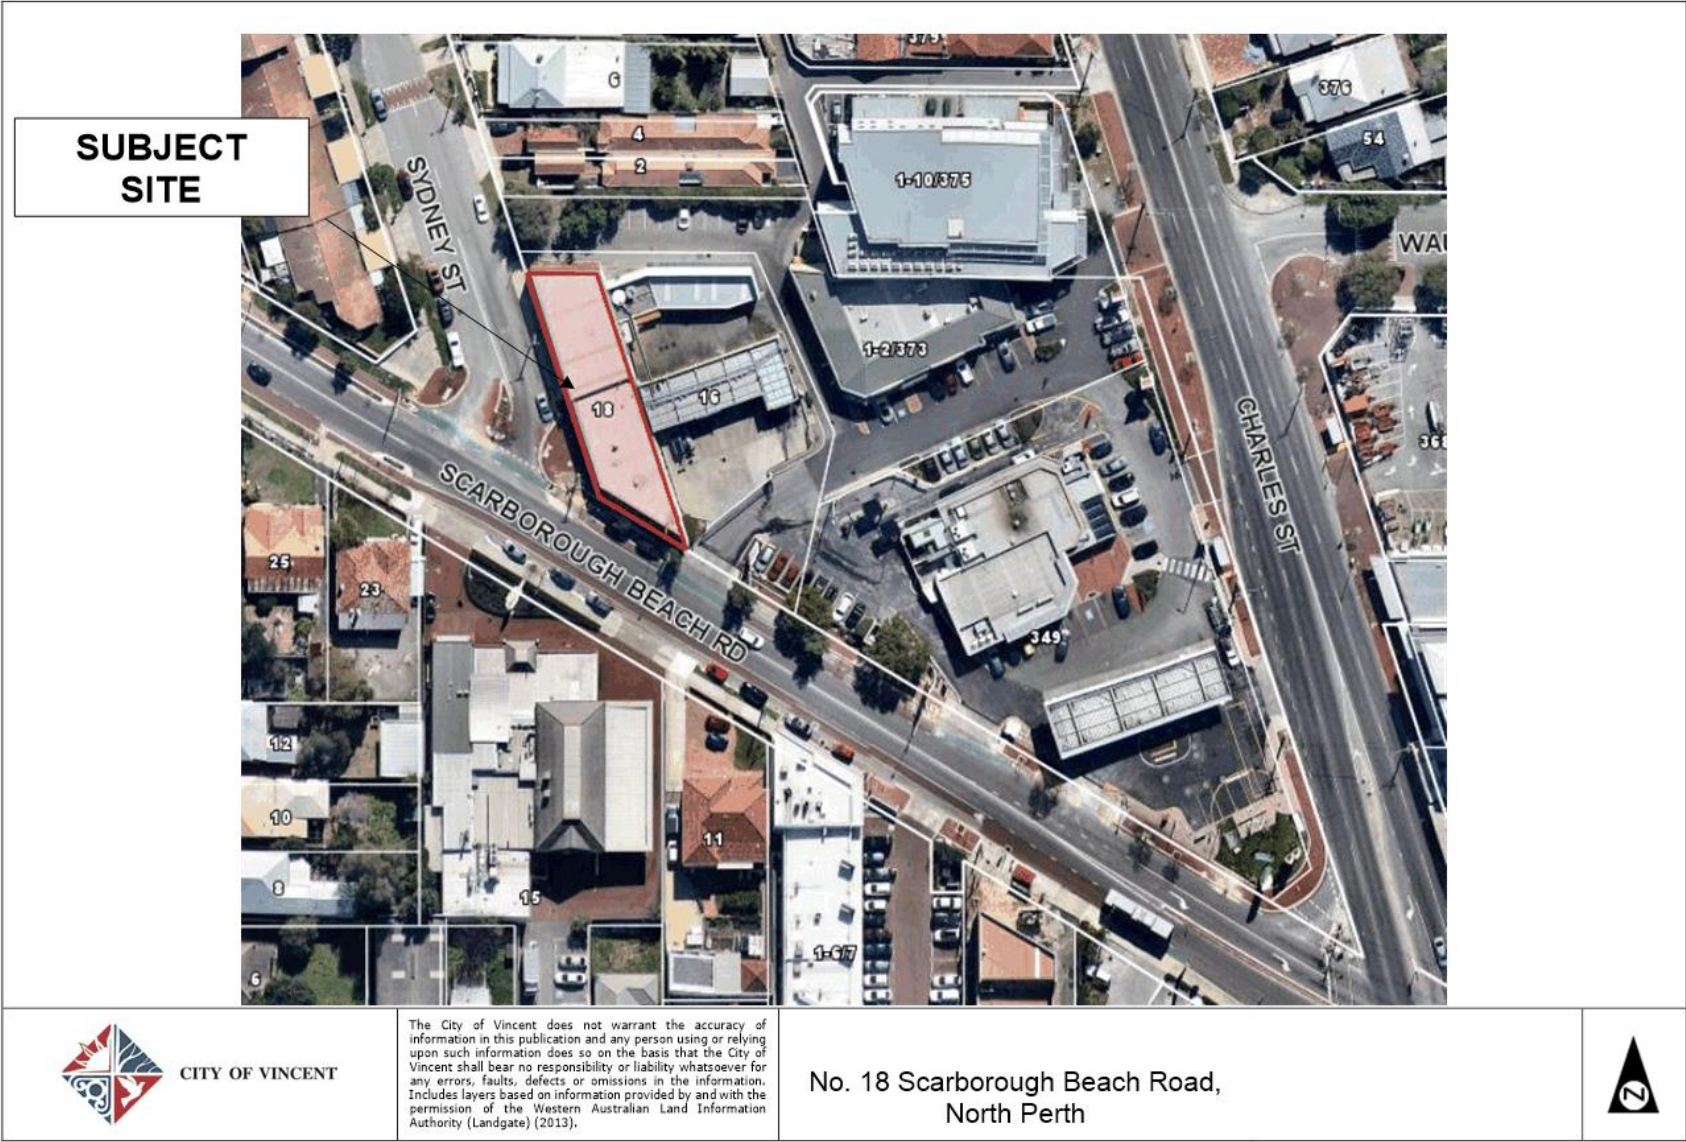 379
6
376
SUBJECT
SITE
4
2
54
1-10/375
SYDNEY ST
1-2/373
18
16
CHARLES ST
SCARBOROUGH BEACH RD
25
23
349
12
10
11
8
15
1-6/7
6
CITY OF VINCENT
The City of Vincent does not warrant the accuracy of
information in this publication and any person using or relying
upon such information does so on the basis that the City of
Vincent shall bear no responsibility or liability whatsoever for
any errors, faults, defects or omissions in the information.
Includes layers based on information provided by and with the
permission of the Western Australian Land Information
Authority (Landgate) (2013).
No. 18 Scarborough Beach Road,
North Perth
N